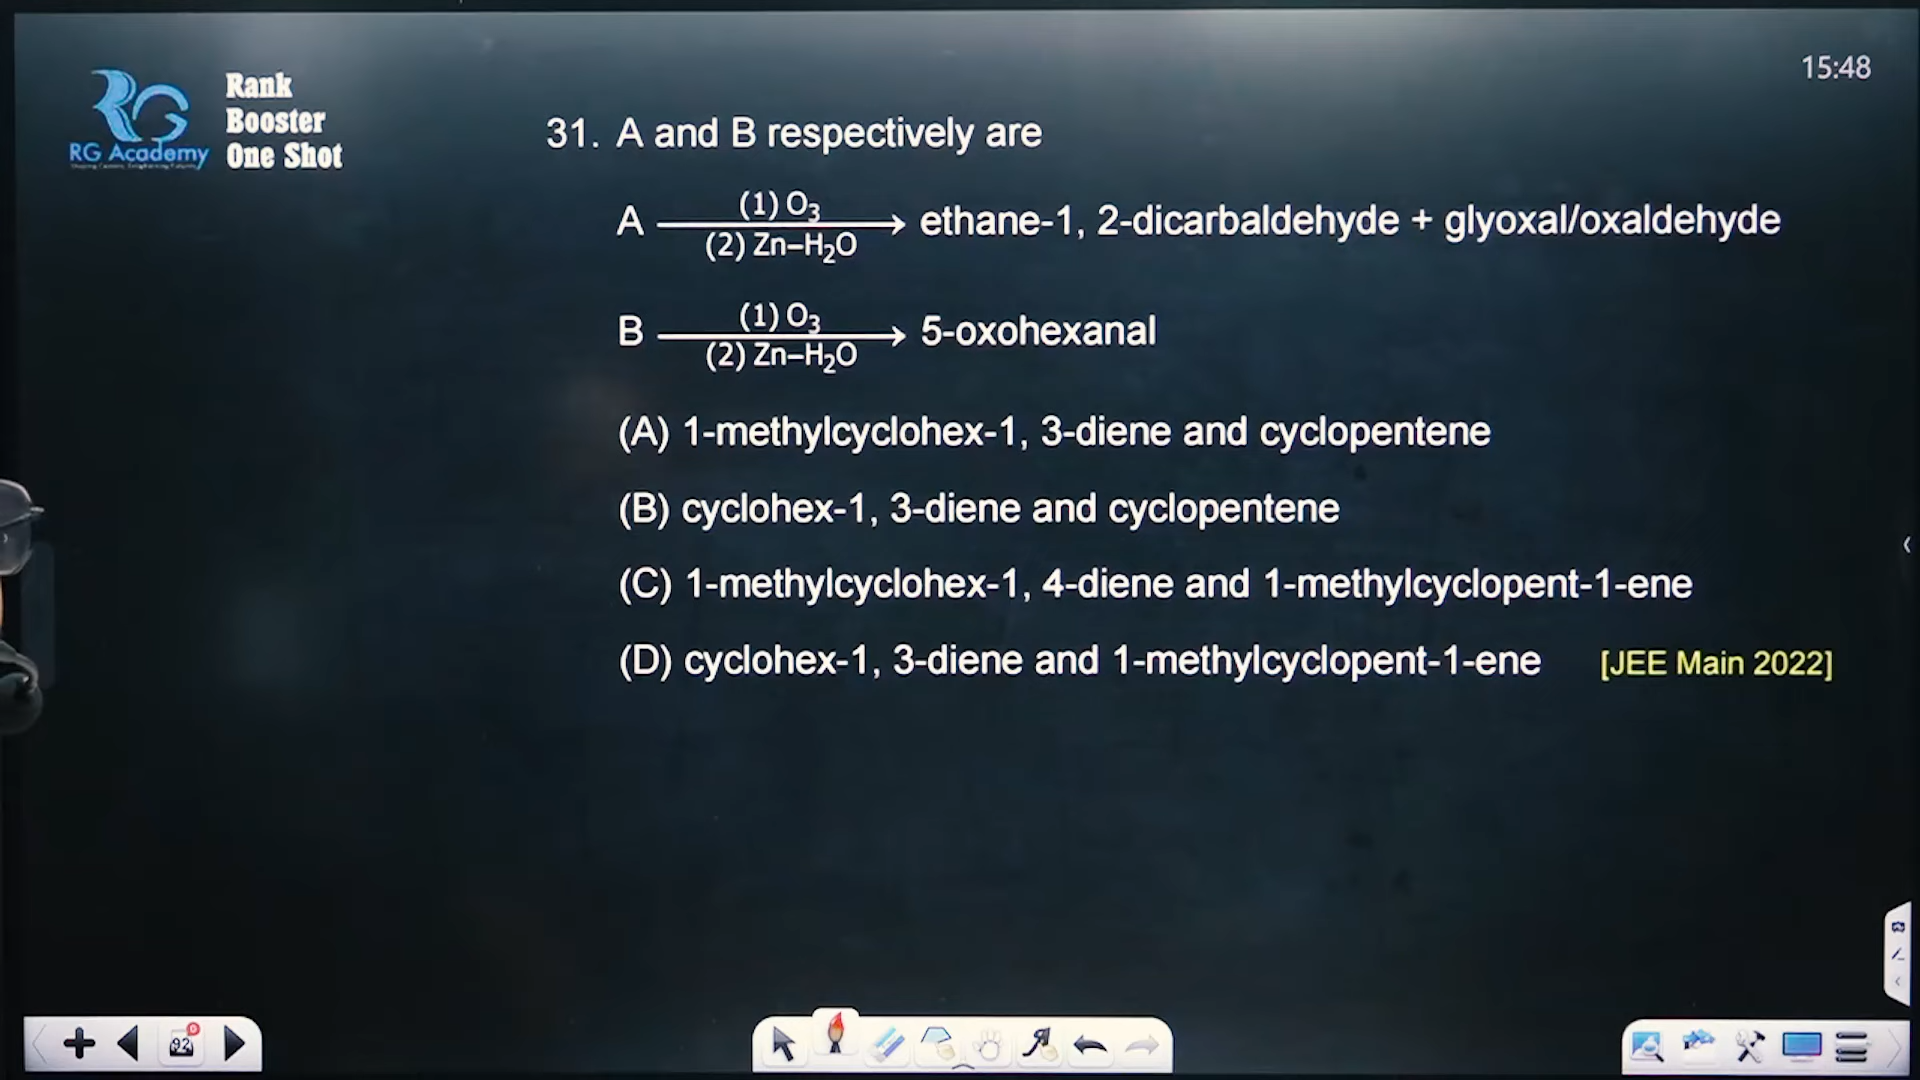 RG Academy
Rank
Booster
One Shot
15:48
31. A and B respectively are
A (1) O₃ (2) Zn–H₂O → ethane-1, 2-dicarbaldehyde + glyoxal/oxaldehyde
B (1) O₃ (2) Zn–H₂O → 5-oxohexanal
(A) 1-methylcyclohex-1, 3-diene and cyclopentene
(B) cyclohex-1, 3-diene and cyclopentene
(C) 1-methylcyclohex-1, 4-diene and 1-methylcyclopent-1-ene
(D) cyclohex-1, 3-diene and 1-methylcyclopent-1-ene [JEE Main 2022]
92